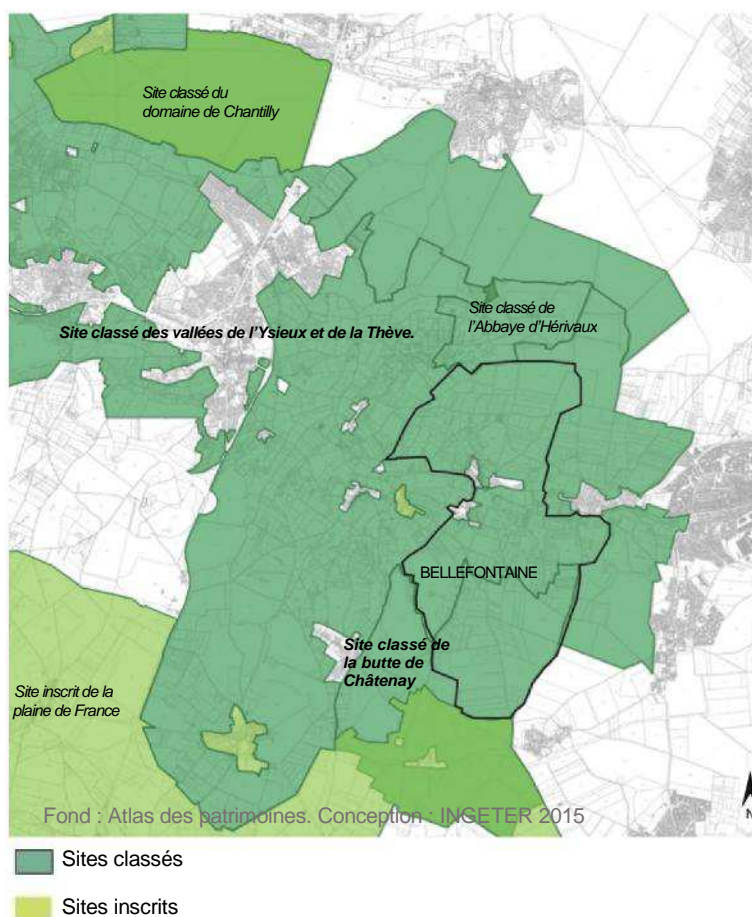 Site classé du
domaine de Chantilly
Site classé de
l'Abbaye d'Hérivaux
Site classé des vallées de l'Ysieux et de la Thève.
BELLEFONTAINE
Site classé de
la butte de
Châtenay
Site inscrit de la
plaine de France
Fond : Atlas des patrimoines. Conception : INGETER 2015
N
Sites classés
Sites inscrits